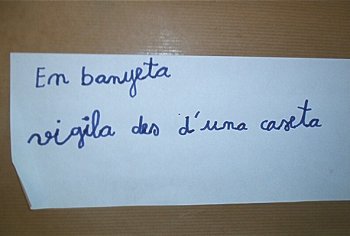 En banyeta
vigila des d'una caseta